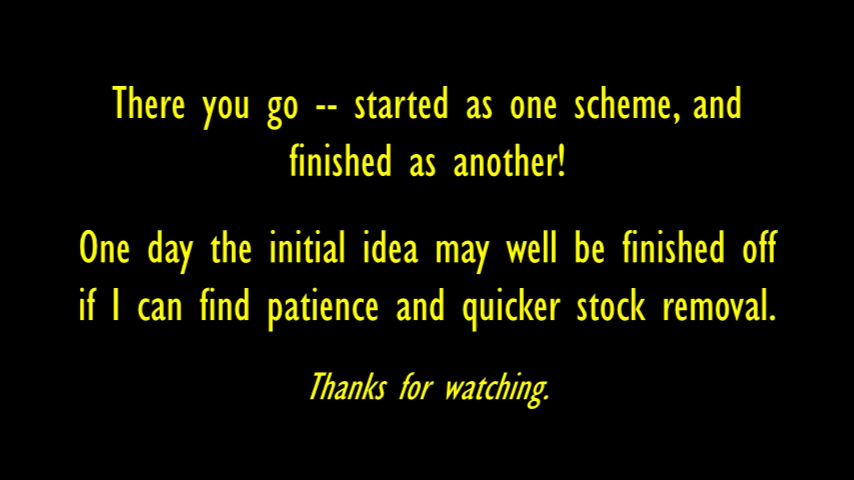 There you go -- started as one scheme, and
finished as another!
One day the initial idea may well be finished off
if I can find patience and quicker stock removal.
Thanks for watching.